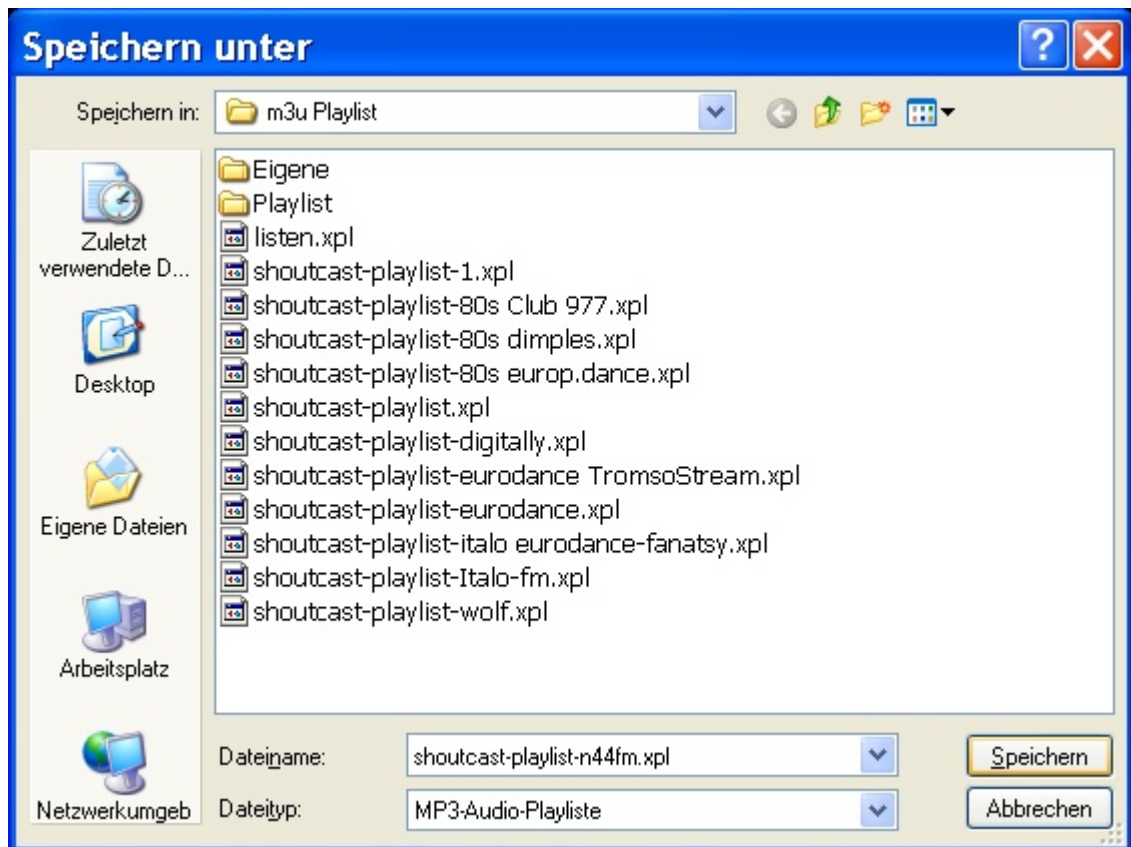 Speichern unter
Speichern in:
m3u Playlist
Zuletzt
verwendete D...
Desktop
Eigene Dateien
Arbeitsplatz
Netzwerkumgeb
Eigene
Playlist
listen.xpl
shoutcast-playlist-1.xpl
shoutcast-playlist-80s Club 977.xpl
shoutcast-playlist-80s dimples.xpl
shoutcast-playlist-80s europ.dance.xpl
shoutcast-playlist.xpl
shoutcast-playlist-digitally.xpl
shoutcast-playlist-eurodance TromsoStream.xpl
shoutcast-playlist-eurodance.xpl
shoutcast-playlist-italo eurodance-fanatsy.xpl
shoutcast-playlist-Italo-fm.xpl
shoutcast-playlist-wolf.xpl
Dateiname:
shoutcast-playlist-n44fm.xpl
Speichern
Dateityp:
MP3-Audio-Playliste
Abbrechen